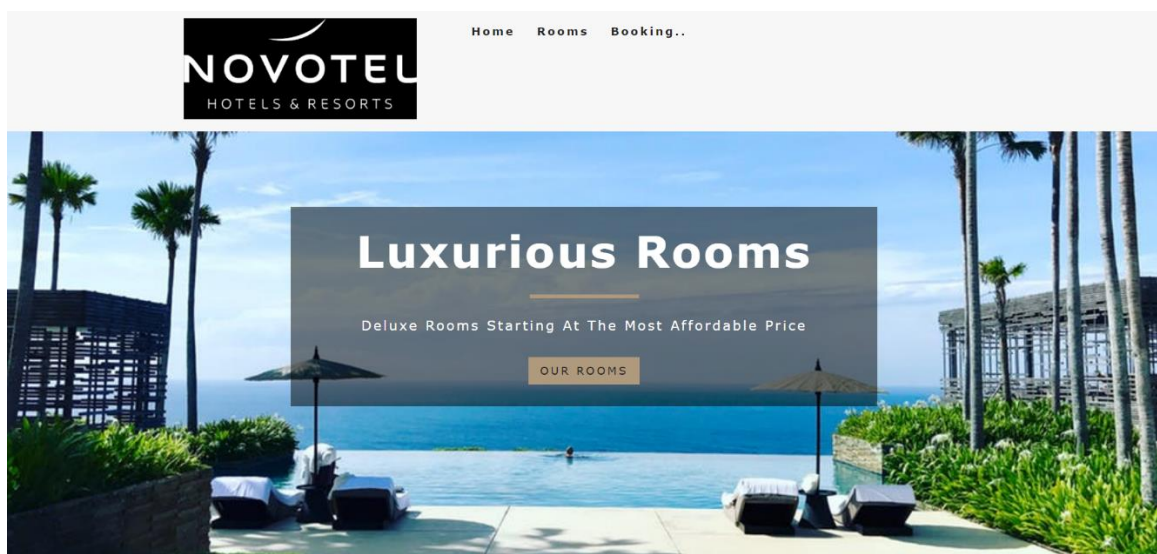 NOVOTEL
HOTELS & RESORTS
Home Rooms Booking..
Luxurious Rooms
Deluxe Rooms Starting At The Most Affordable Price
OUR ROOMS